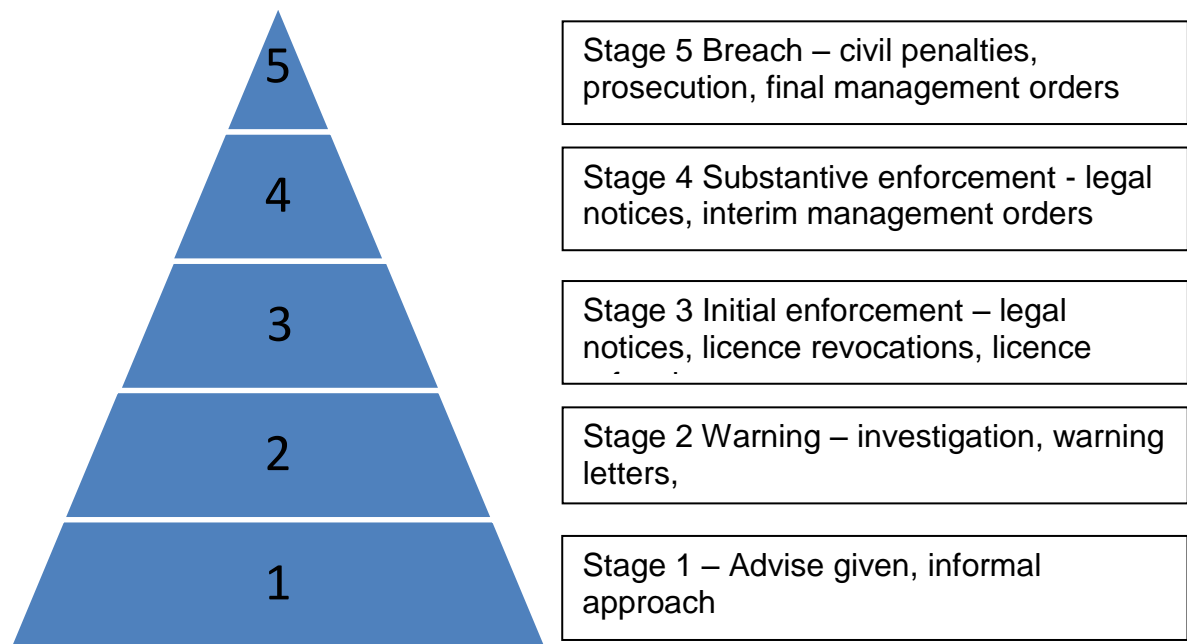 5
Stage 5 Breach – civil penalties,
prosecution, final management orders
4
Stage 4 Substantive enforcement - legal
notices, interim management orders
3
Stage 3 Initial enforcement – legal
notices, licence revocations, licence
2
Stage 2 Warning – investigation, warning
letters,
1
Stage 1 – Advise given, informal
approach